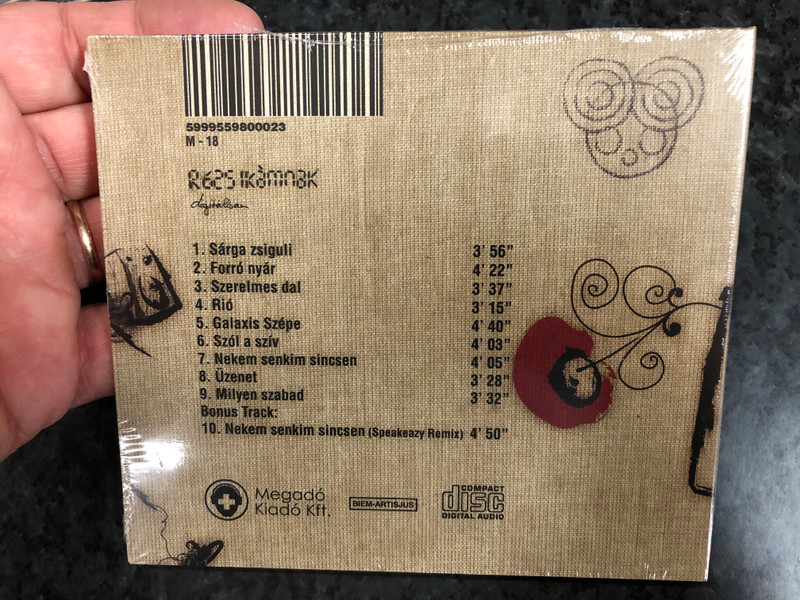 5999559800023
M - 18
digitálisan
1. Sárga zsiguli 3' 56"
2. Forró nyár 4' 22"
3. Szerelmes dal 3' 37"
4. Rió 3' 15"
5. Galaxis Szépe 4' 40"
6. Szól a szív 4' 03"
7. Nekem senkim sincsen 4' 05"
8. Üzenet 3' 28"
9. Milyen szabad 3' 32"
Bonus Track:
10. Nekem senkim sincsen (Speakeazy Remix) 4' 50"
Megadó
Kiadó Kft.
BIEM-ARTISJUS
COMPACT
disc
DIGITAL AUDIO